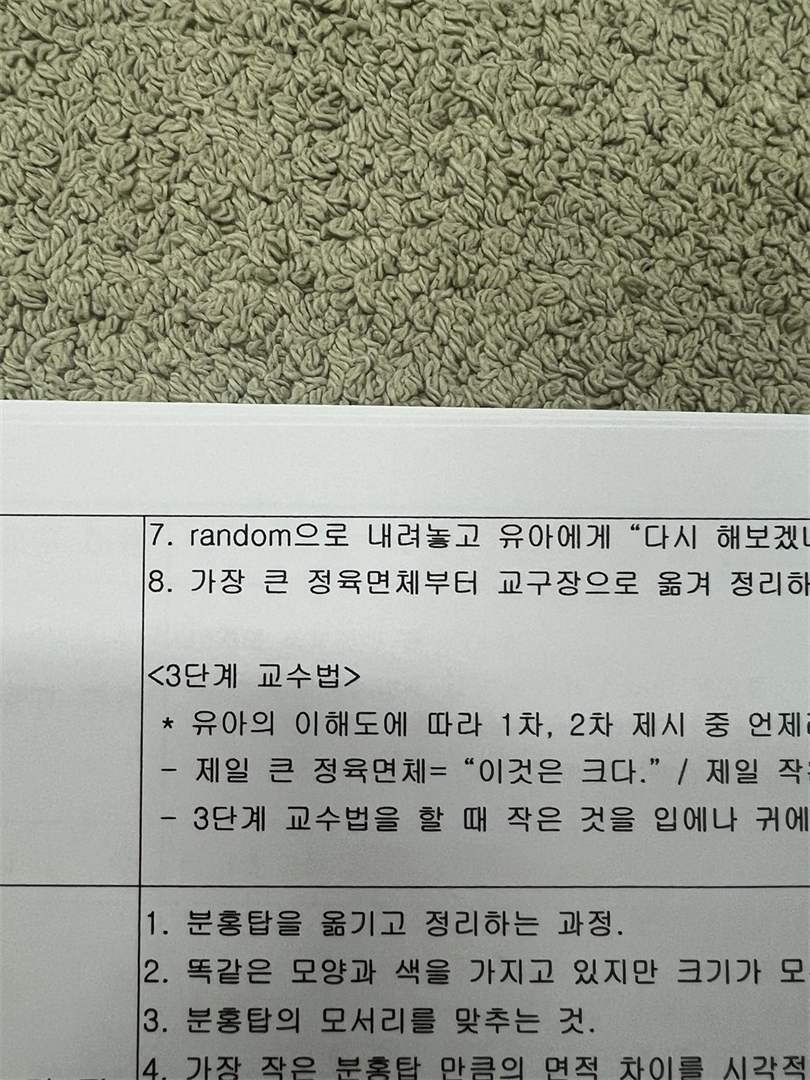 7. random으로 내려놓고 유아에게 “다시 해보겠
8. 가장 큰 정육면체부터 교구장으로 옮겨 정리하
<3단계 교수법>
* 유아의 이해도에 따라 1차, 2차 제시 중 언제
- 제일 큰 정육면체= “이것은 크다.” / 제일 작
- 3단계 교수법을 할 때 작은 것을 입에나 귀에
1. 분홍탑을 옮기고 정리하는 과정.
2. 똑같은 모양과 색을 가지고 있지만 크기가 모
3. 분홍탑의 모서리를 맞추는 것.
4. 가장 작은 분홍탑 만큼의 면적 차이를 시각적